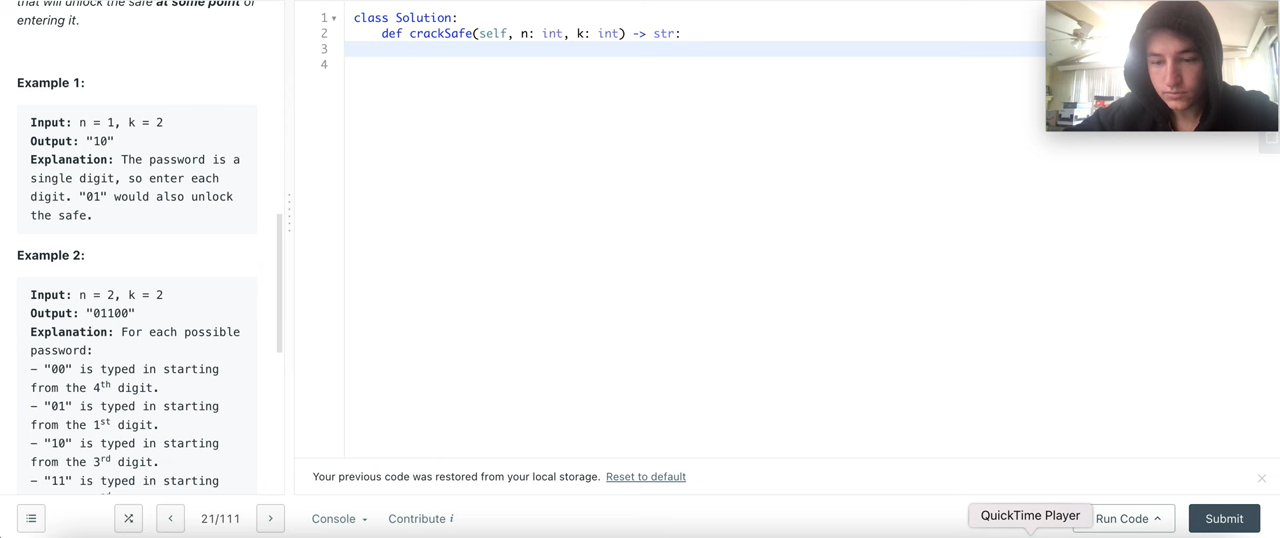 that will unlock the safe at some point of
entering it.
Example 1:
Input: n = 1, k = 2
Output: "10"
Explanation: The password is a
single digit, so enter each
digit. "01" would also unlock
the safe.
Example 2:
Input: n = 2, k = 2
Output: "01100"
Explanation: For each possible
password:
- "00" is typed in starting
from the 4th digit.
- "01" is typed in starting
from the 1st digit.
- "10" is typed in starting
from the 3rd digit.
- "11" is typed in starting
1 class Solution:
2 def crackSafe(self, n: int, k: int) -> str:
3
4
Your previous code was restored from your local storage. Reset to default
21/111
Console
Contribute i
QuickTime Player
Run Code
Submit